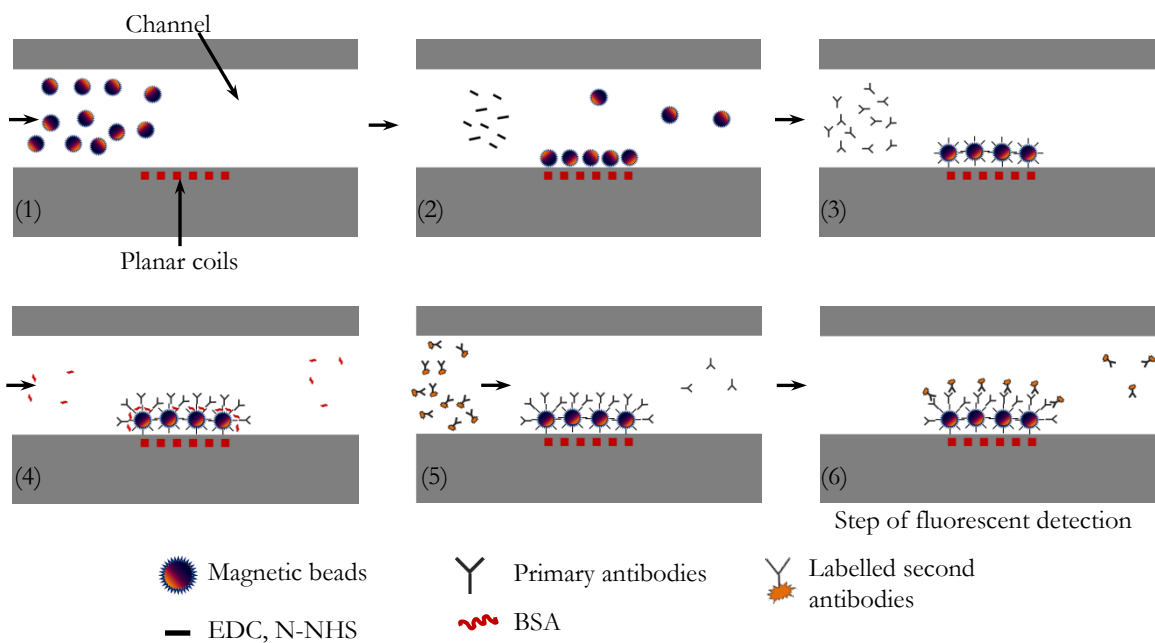 Channel
(1)
(2)
(3)
Planar coils
(4)
(5)
(6)
Step of fluorescent detection
Magnetic beads
Primary antibodies
Labelled second
antibodies
EDC, N-NHS
BSA